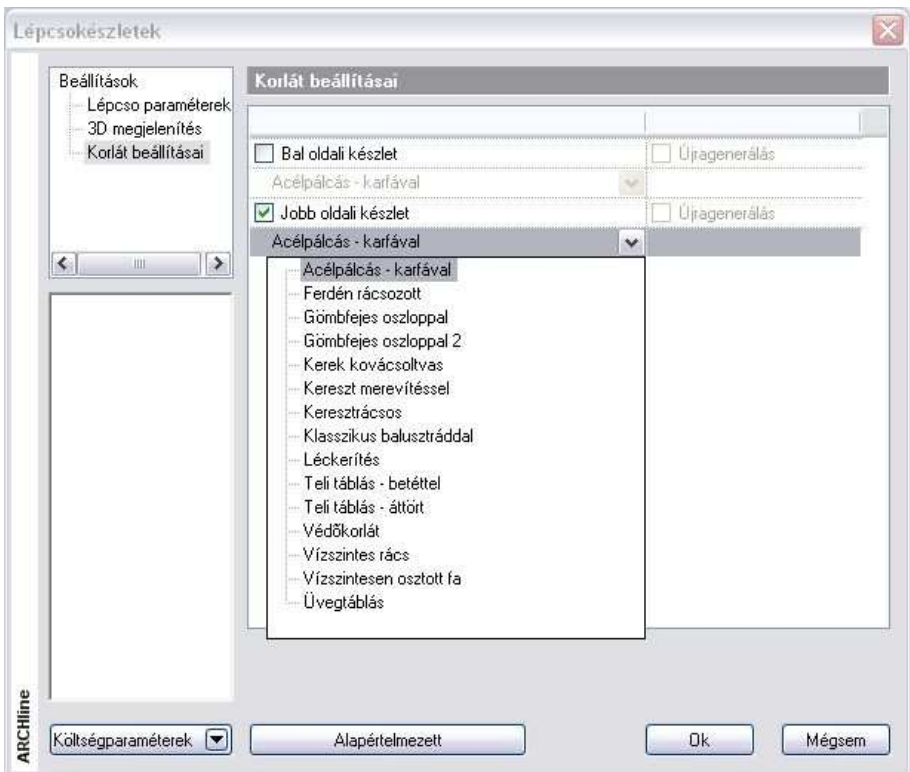 Lépcsokészletek
Beállítások
Lépcso paraméterek
3D megjelenítés
Korlát beállításai
Korlát beállításai
Bal oldali készlet
Újragenerálás
Acélpálcás - karfával
Jobb oldali készlet
Újragenerálás
Acélpálcás - karfával
Acélpálcás - karfával
Ferdén rácsozott
Gömbfejes oszloppal
Gömbfejes oszloppal 2
Kerek kovácsoltvas
Kereszt merevítéssel
Keresztrácsos
Klasszikus balusztráddal
Léckerítés
Teli táblás - betéttel
Teli táblás - áttört
Védõkorlát
Vízszintes rács
Vízszintesen osztott fa
Üvegtáblás
ARCHline
Költségparaméterek
Alapértelmezett
Ok
Mégsem